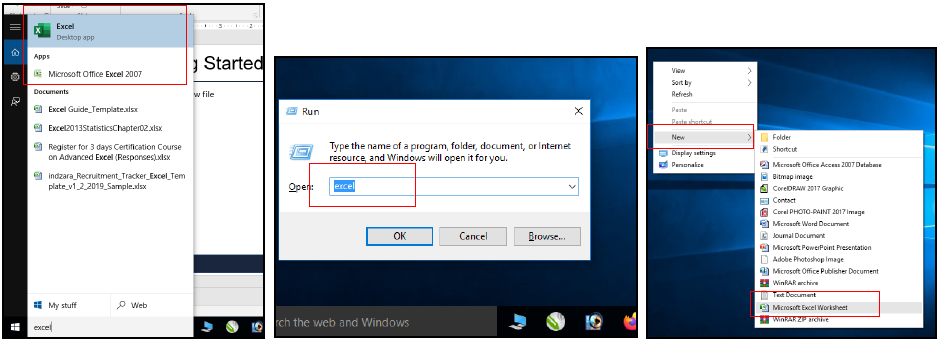 Excel
Desktop app
Apps
Microsoft Office Excel 2007
Documents
Excel Guide_Template.xlsx
Excel2013StatisticsChapter02.xlsx
Register for 3 days Certification Course
on Advanced Excel (Responses).xlsx
indzara_Recruitment_Tracker_Excel_Tem
plate_v1_2_2019_Sample.xlsx
My stuff
Web
excel
g Started
w file
Run
Type the name of a program, folder, document, or Internet
resource, and Windows will open it for you.
Open:
excel
OK
Cancel
Browse...
rch the web and Windows
View
Sort by
Refresh
Paste
Paste shortcut
New
Display settings
Personalize
Folder
Shortcut
Microsoft Office Access 2007 Database
Bitmap image
CorelDRAW 2017 Graphic
Contact
Corel PHOTO-PAINT 2017 Image
Microsoft Word Document
Journal Document
Microsoft PowerPoint Presentation
Adobe Photoshop Image
Microsoft Office Publisher Document
WinRAR archive
Text Document
Microsoft Excel Worksheet
WinRAR ZIP archive